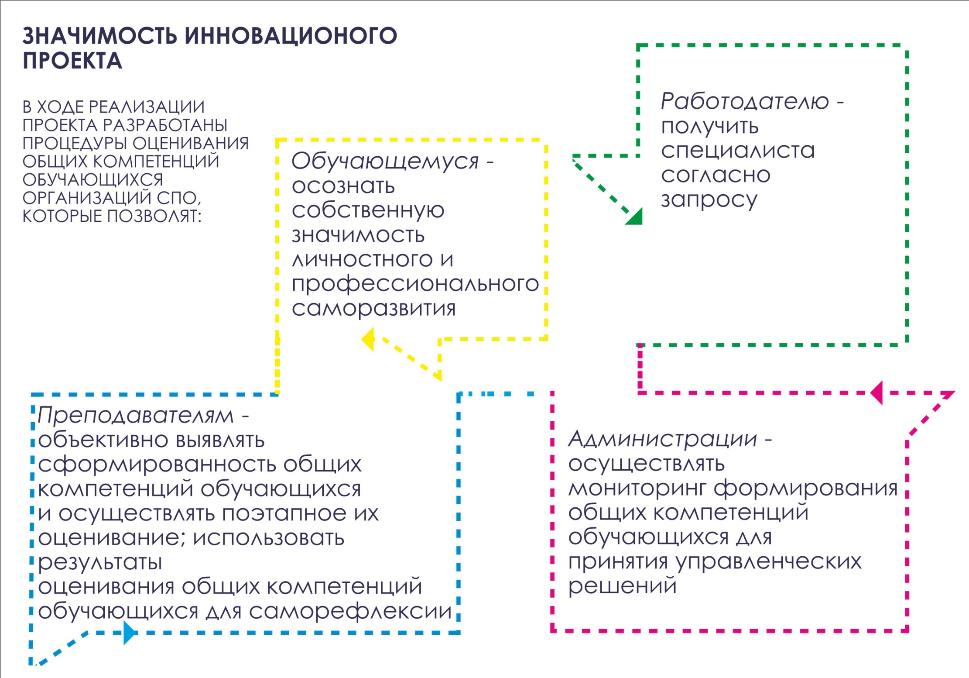 ЗНАЧИМОСТЬ ИННОВАЦИОНОГО
ПРОЕКТА
В ХОДЕ РЕАЛИЗАЦИИ
ПРОЕКТА РАЗРАБОТАНЫ
ПРОЦЕДУРЫ ОЦЕНИВАНИЯ
ОБЩИХ КОМПЕТЕНЦИЙ
ОБУЧАЮЩИХСЯ
ОРГАНИЗАЦИЙ СПО,
КОТОРЫЕ ПОЗВОЛЯТ:
Обучающемуся -
осознать
собственную
значимость
личностного и
профессионального
саморазвития
Работодателю -
получить
специалиста
согласно
запросу
Преподавателям -
объективно выявлять
сформированность общих
компетенций обучающихся
и осуществлять поэтапное их
оценивание; использовать
результаты
оценивания общих компетенций
обучающихся для саморефлексии
Администрации -
осуществлять
мониторинг формирования
общих компетенций
обучающихся для
принятия управленческих
решений